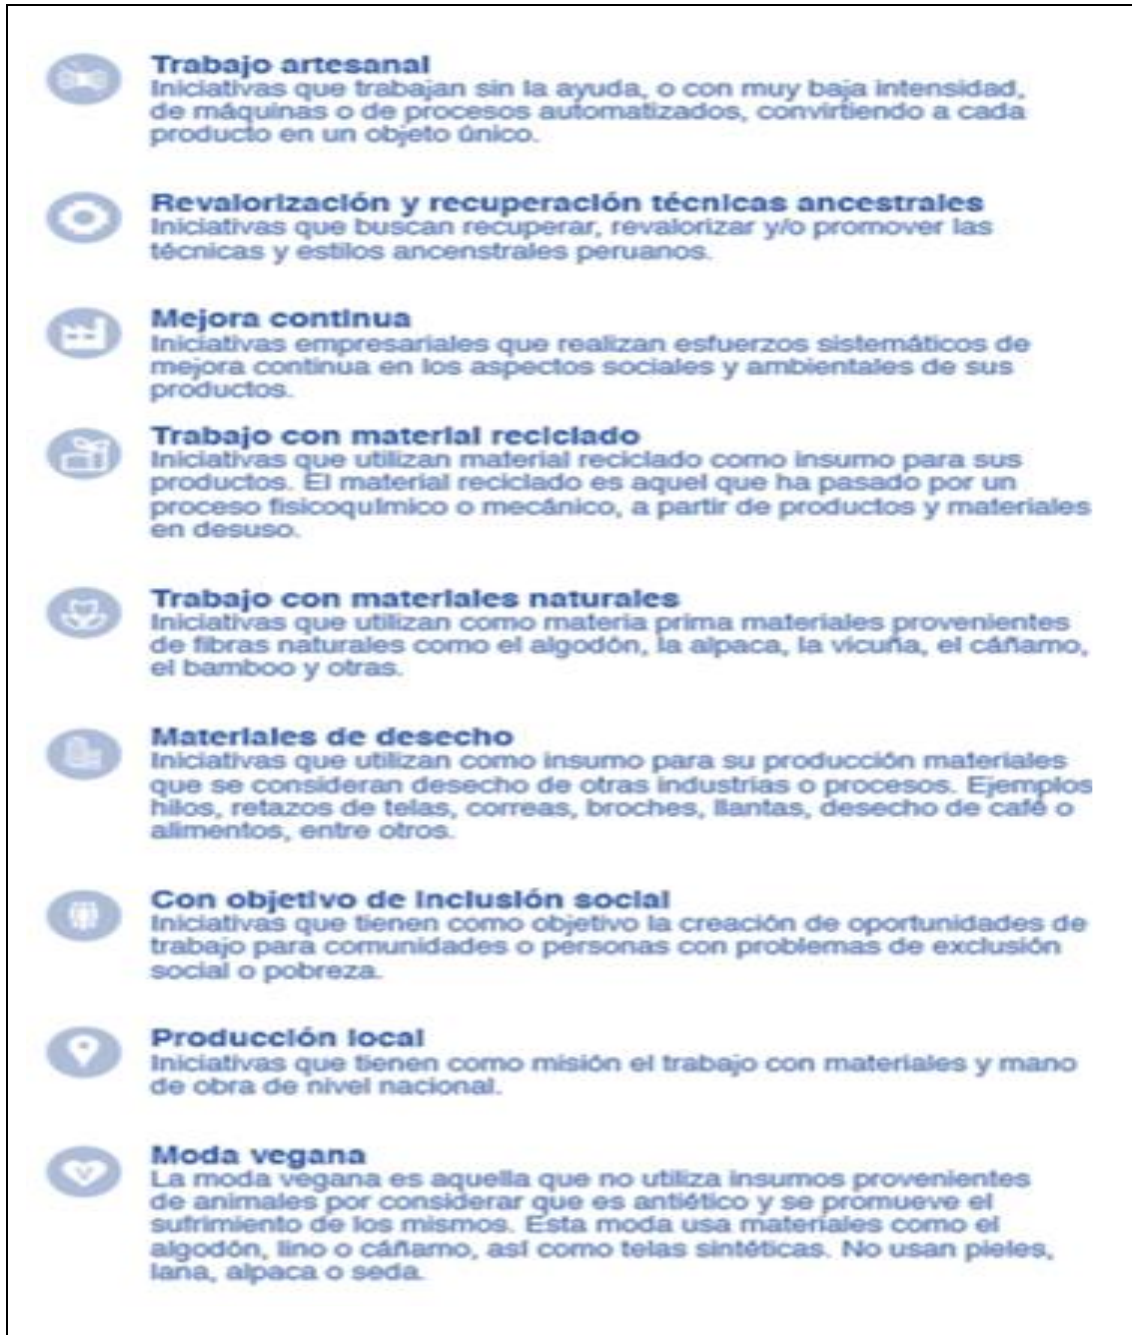 Trabajo artesanal
Iniciativas que trabajan sin la ayuda, o con muy baja intensidad,
de máquinas o de procesos automatizados, convirtiendo a cada
producto en un objeto único.
Revalorización y recuperación técnicas ancestrales
Iniciativas que buscan recuperar, revalorizar y/o promover las
técnicas y estilos ancenstrales peruanos.
Mejora continua
Iniciativas empresariales que realizan esfuerzos sistemáticos de
mejora continua en los aspectos sociales y ambientales de sus
productos.
Trabajo con material reciclado
Iniciativas que utilizan material reciclado como insumo para sus
productos. El material reciclado es aquel que ha pasado por un
proceso fisicoquímico o mecánico, a partir de productos y materiales
en desuso.
Trabajo con materiales naturales
Iniciativas que utilizan como materia prima materiales provenientes
de fibras naturales como el algodón, la alpaca, la vicuña, el cáñamo,
el bamboo y otras.
Materiales de desecho
Iniciativas que utilizan como insumo para su producción materiales
que se consideran desecho de otras industrias o procesos. Ejemplos
hilos, retazos de telas, correas, broches, llantas, desecho de café o
alimentos, entre otros.
Con objetivo de inclusión social
Iniciativas que tienen como objetivo la creación de oportunidades de
trabajo para comunidades o personas con problemas de exclusión
social o pobreza.
Producción local
Iniciativas que tienen como misión el trabajo con materiales y mano
de obra de nivel nacional.
Moda vegana
La moda vegana es aquella que no utiliza insumos provenientes
de animales por considerar que es antiético y se promueve el
sufrimiento de los mismos. Esta moda usa materiales como el
algodón, lino o cáñamo, así como telas sintéticas. No usan pieles,
lana, alpaca o seda.